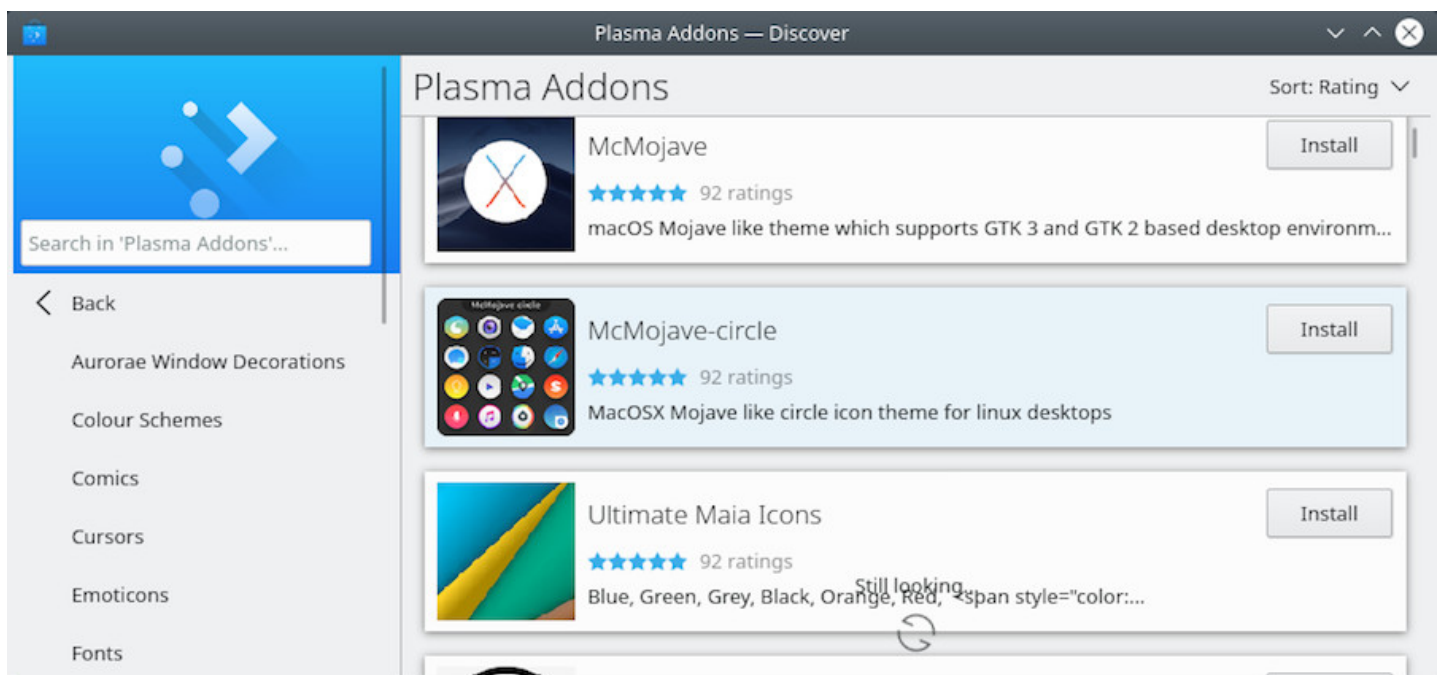 Plasma Addons — Discover
Plasma Addons
Sort: Rating
Search in 'Plasma Addons'...
Back
Aurorae Window Decorations
Colour Schemes
Comics
Cursors
Emoticons
Fonts
McMojave
Install
92 ratings
macOS Mojave like theme which supports GTK 3 and GTK 2 based desktop environm...
McMojave circle
McMojave-circle
Install
92 ratings
MacOSX Mojave like circle icon theme for linux desktops
Ultimate Maia Icons
Install
92 ratings
Still looking...
Blue, Green, Grey, Black, Orange, Red, <span style="color:...